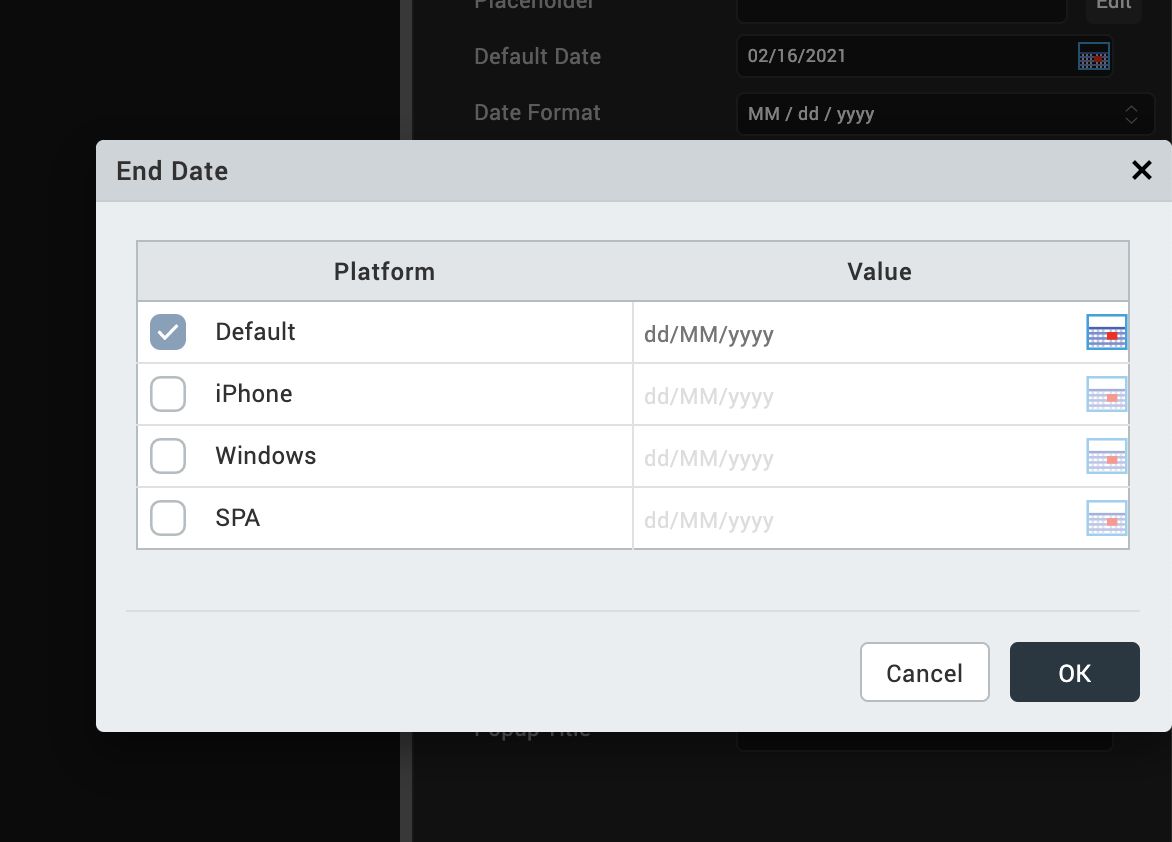 Placeholder
Edit
Default Date
02/16/2021
Date Format
MM / dd / yyyy
End Date
Platform
Value
Default
dd/MM/yyyy
iPhone
dd/MM/yyyy
Windows
dd/MM/yyyy
SPA
dd/MM/yyyy
Cancel
OK
Popup Title